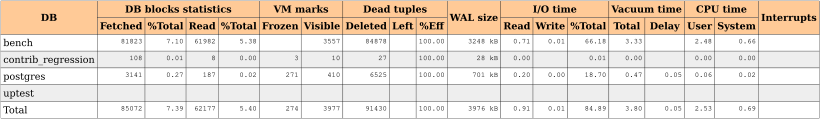 DB DB blocks statistics VM marks Dead tuples WAL size I/O time Vacuum time CPU time Interrupts
Fetched %Total Read %Total Frozen Visible Deleted Left %Eff Read Write %Total Total Delay User System
bench 81823 7.10 61982 5.38 3557 84878 100.00 3248 kB 0.71 0.01 66.18 3.33 2.48 0.66
contrib_regression 108 0.01 8 0.00 3 10 27 100.00 28 kB 0.00 0.01 0.00 0.00 0.00
postgres 3141 0.27 187 0.02 271 410 6525 100.00 701 kB 0.20 0.00 18.70 0.47 0.05 0.06 0.02
uptest
Total 85072 7.39 62177 5.40 274 3977 91430 100.00 3976 kB 0.91 0.01 84.89 3.80 0.05 2.53 0.69